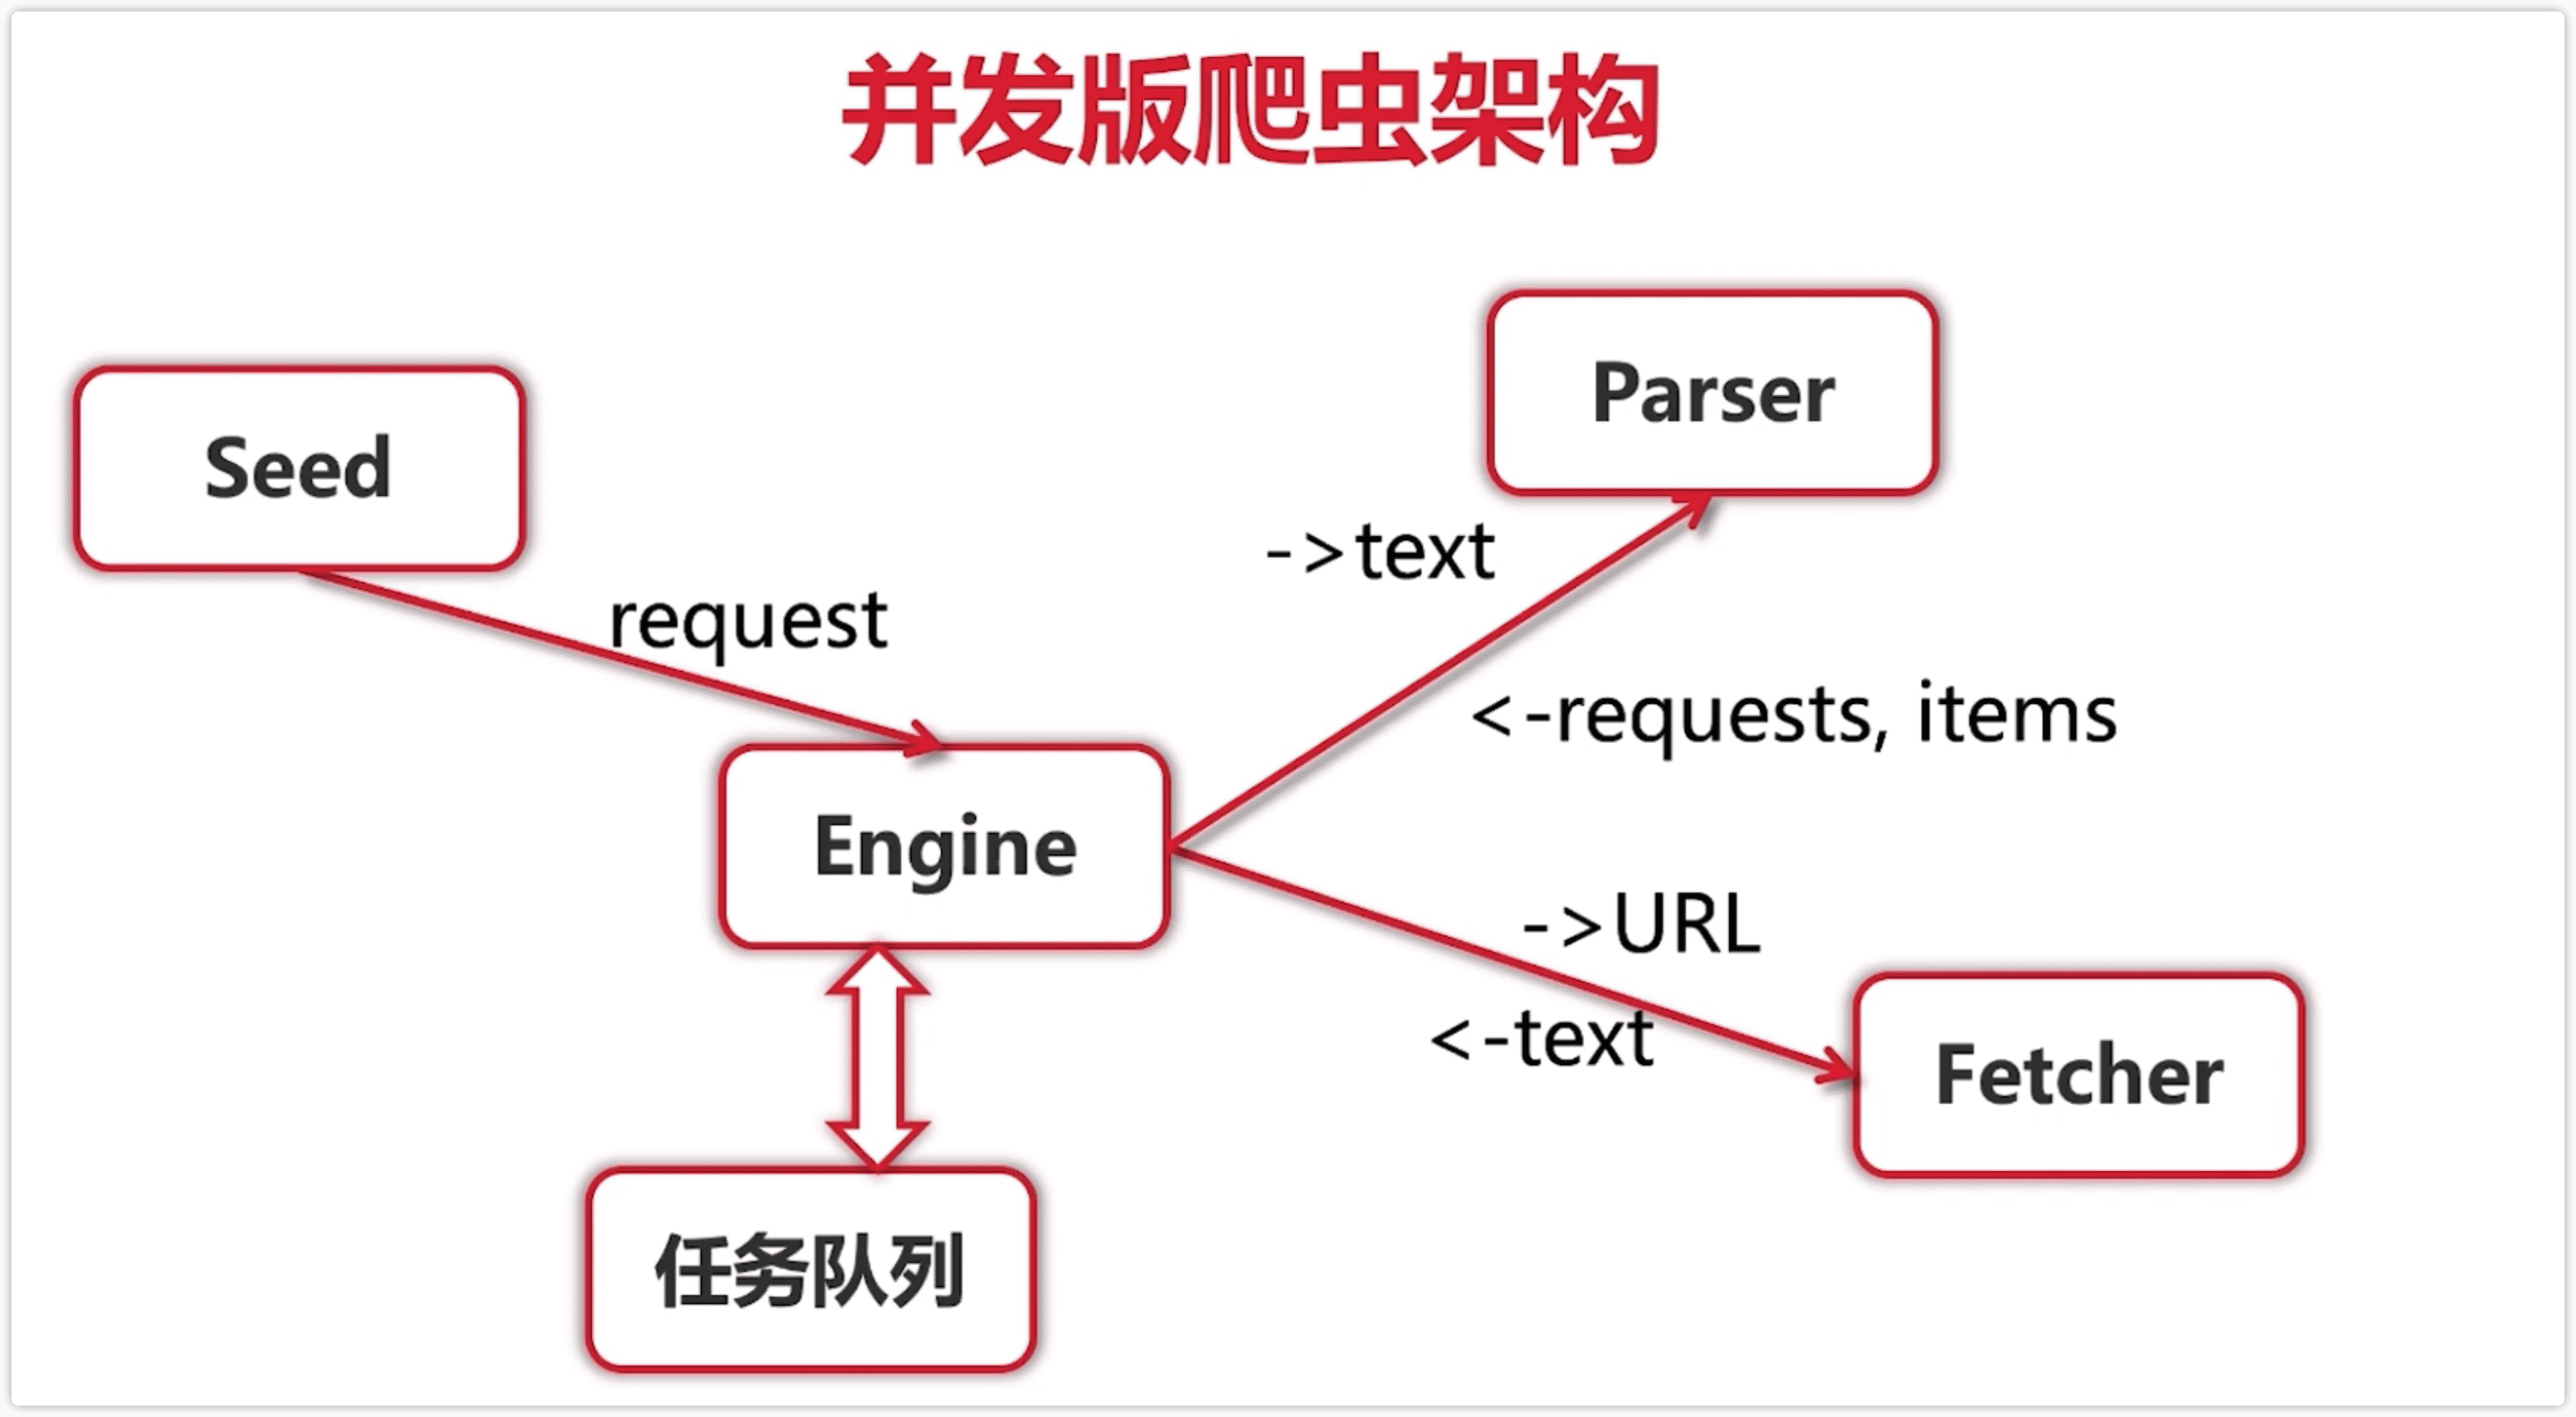 并发版爬虫架构
Seed
Parser
->text
request
<-requests, items
Engine
->URL
<-text
Fetcher
任务队列